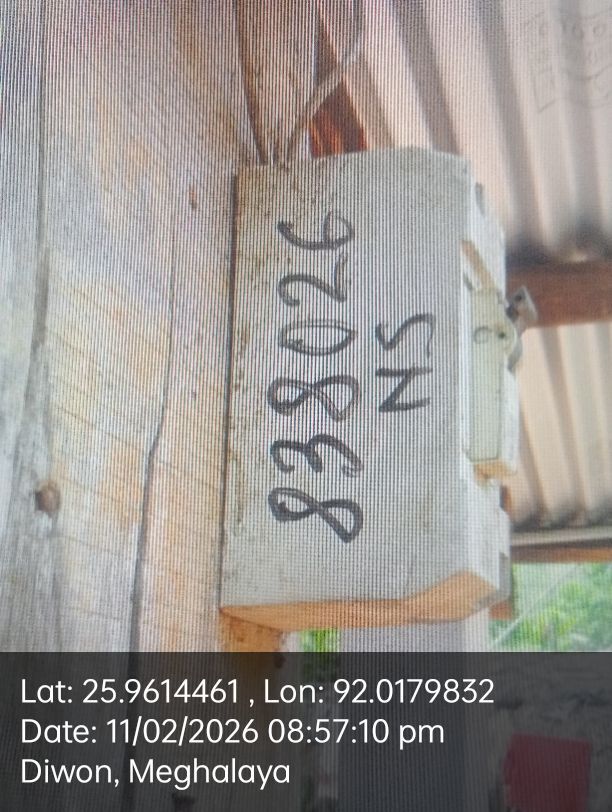 838026
NS
Lat: 25.9614461 , Lon: 92.0179832
Date: 11/02/2026 08:57:10 pm
Diwon, Meghalaya